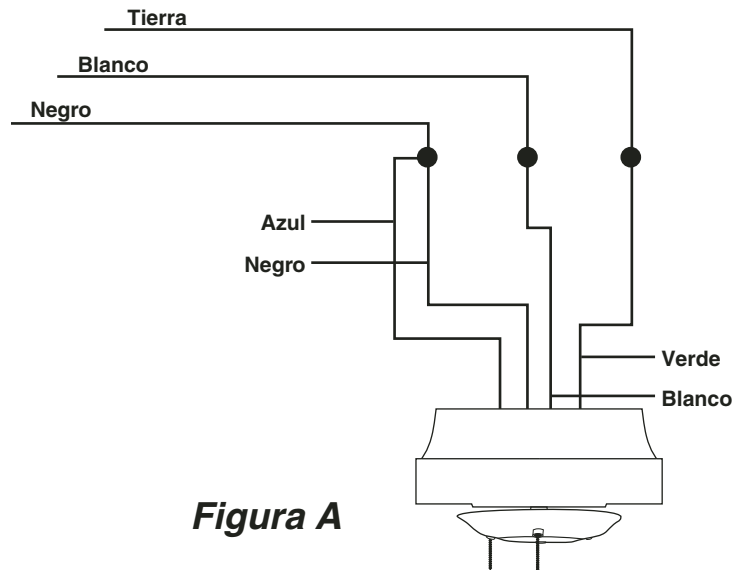 Tierra
Blanco
Negro
Azul
Negro
Verde
Blanco
Figura A